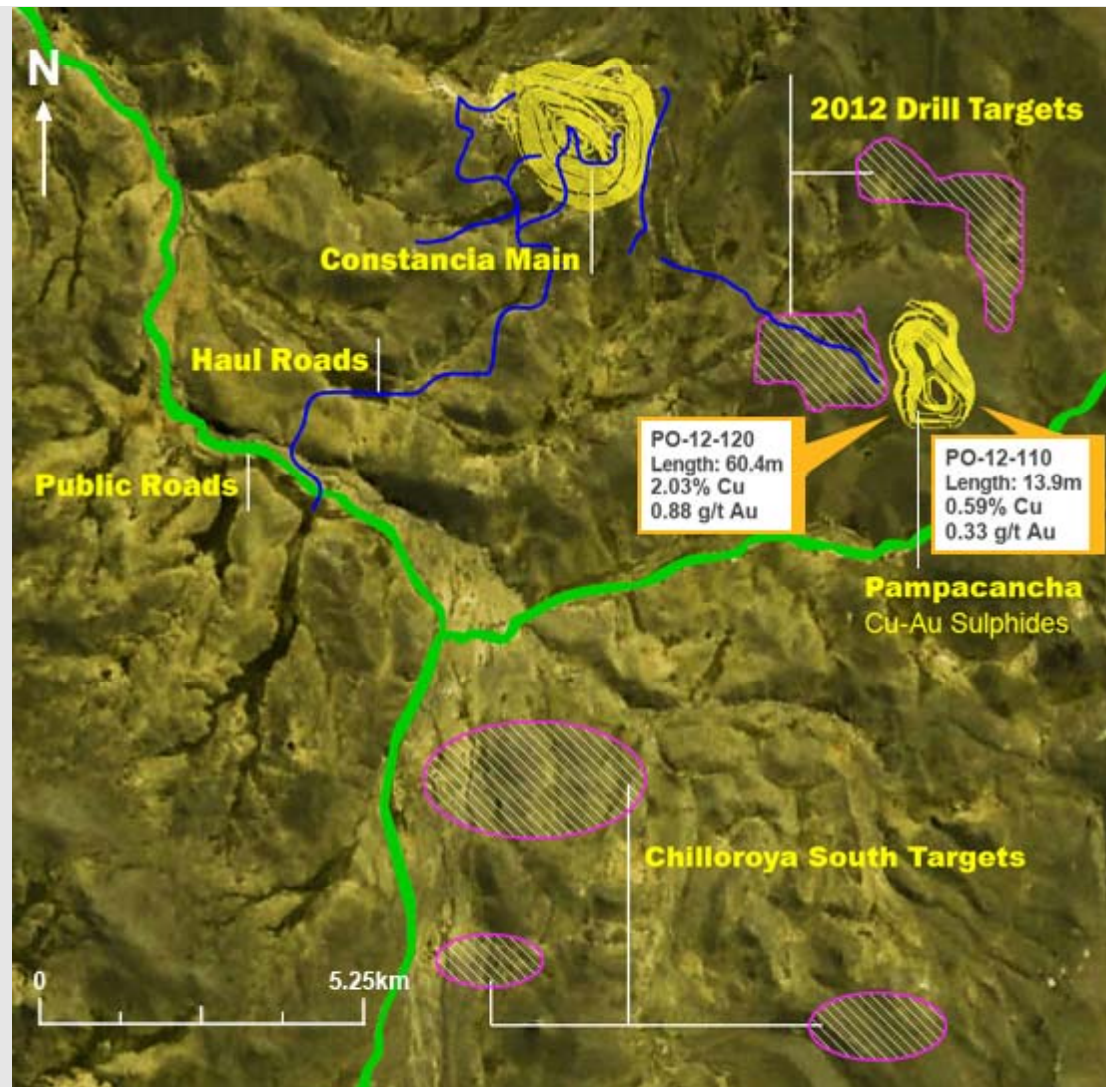 N
2012 Drill Targets
Constancia Main
Haul Roads
PO-12-120
Length: 60.4m
2.03% Cu
0.88 g/t Au
PO-12-110
Length: 13.9m
0.59% Cu
0.33 g/t Au
Public Roads
Pampacancha
Cu-Au Sulphides
Chilloroya South Targets
0
5.25km